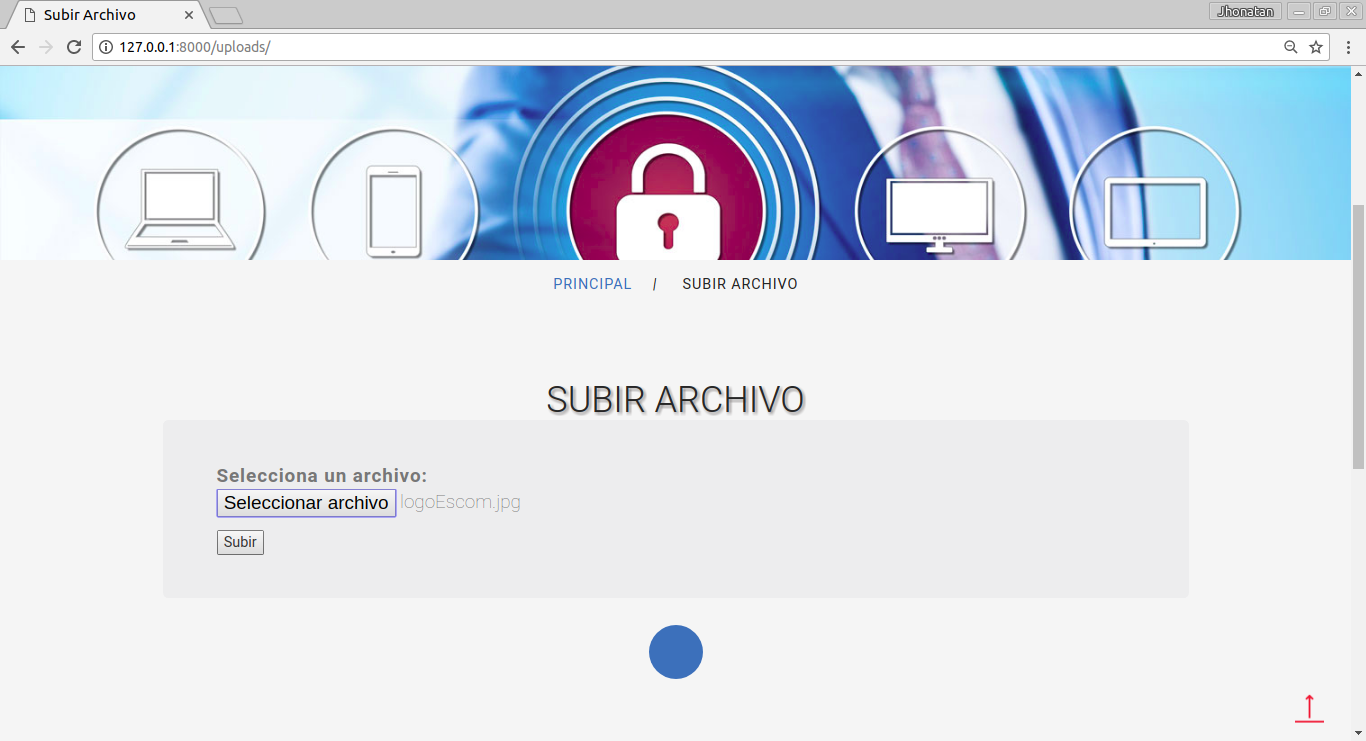 Subir Archivo
Jhonatan
127.0.0.1:8000/uploads/
PRINCIPAL / SUBIR ARCHIVO
SUBIR ARCHIVO
Selecciona un archivo:
Seleccionar archivo logoEscom.jpg
Subir